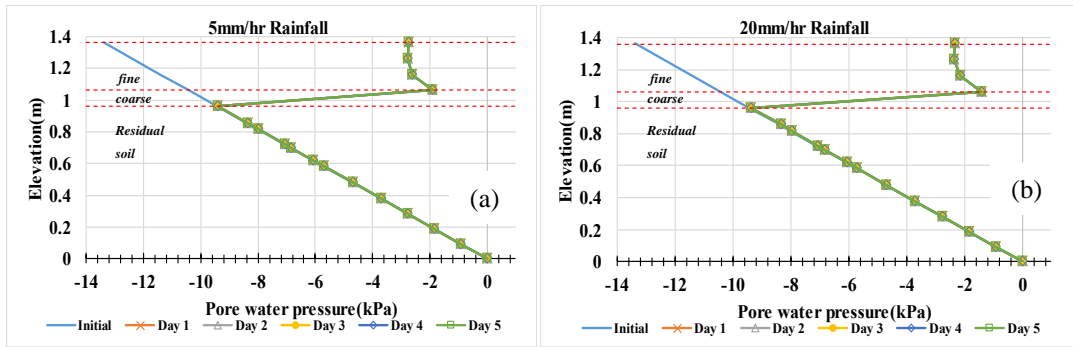 5mm/hr Rainfall
Elevation(m)
1.4
1.2
1
0.8
0.6
0.4
0.2
0
fine
coarse
Residual
soil
(a)
-14 -12 -10 -8 -6 -4 -2 0
Pore water pressure(kPa)
Initial Day 1 Day 2 Day 3 Day 4 Day 5
20mm/hr Rainfall
Elevation(m)
1.4
1.2
1
0.8
0.6
0.4
0.2
0
fine
coarse
Residual
soil
(b)
-14 -12 -10 -8 -6 -4 -2 0
Pore water pressure(kPa)
Initial Day 1 Day 2 Day 3 Day 4 Day 5